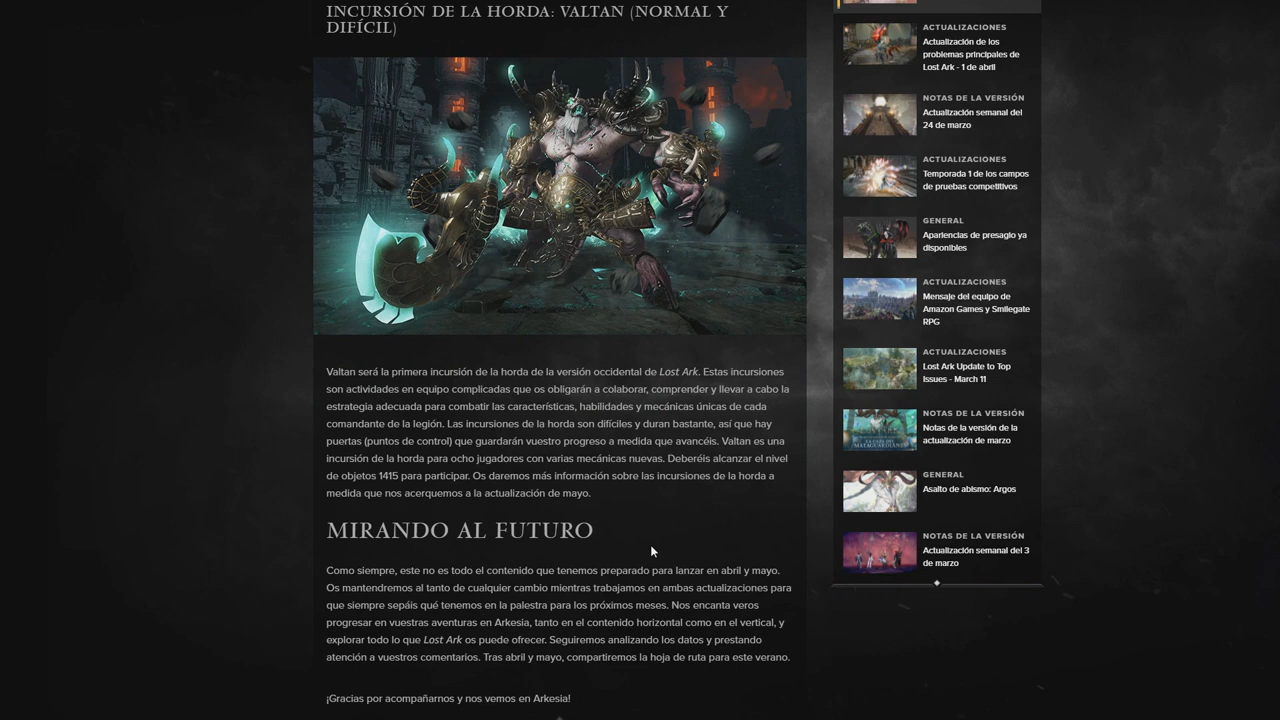 INCURSIÓN DE LA HORDA: VALTAN (NORMAL Y
DIFÍCIL)
Valtan será la primera incursión de la horda de la versión occidental de Lost Ark. Estas incursiones
son actividades en equipo complicadas que os obligarán a colaborar, comprender y llevar a cabo la
estrategia adecuada para combatir las características, habilidades y mecánicas únicas de cada
comandante de la legión. Las incursiones de la horda son difíciles y duran bastante, así que hay
puertas (puntos de control) que guardarán vuestro progreso a medida que avancéis. Valtan es una
incursión de la horda para ocho jugadores con varias mecánicas nuevas. Deberéis alcanzar el nivel
de objetos 1415 para participar. Os daremos más información sobre las incursiones de la horda a
medida que nos acerquemos a la actualización de mayo.
MIRANDO AL FUTURO
Como siempre, este no es todo el contenido que tenemos preparado para lanzar en abril y mayo.
Os mantendremos al tanto de cualquier cambio mientras trabajamos en ambas actualizaciones para
que siempre sepáis qué tenemos en la palestra para los próximos meses. Nos encanta veros
progresar en vuestras aventuras en Arkesia, tanto en el contenido horizontal como en el vertical, y
explorar todo lo que Lost Ark os puede ofrecer. Seguiremos analizando los datos y prestando
atención a vuestros comentarios. Tras abril y mayo, compartiremos la hoja de ruta para este verano.
¡Gracias por acompañarnos y nos vemos en Arkesia!
ACTUALIZACIONES
Actualización de los
problemas principales de
Lost Ark - 1 de abril
NOTAS DE LA VERSIÓN
Actualización semanal del
24 de marzo
ACTUALIZACIONES
Temporada 1 de los campos
de pruebas competitivos
GENERAL
Apariencias de presagio ya
disponibles
ACTUALIZACIONES
Mensaje del equipo de
Amazon Games y Smilegate
RPG
ACTUALIZACIONES
Lost Ark Update to Top
Issues - March 11
NOTAS DE LA VERSIÓN
Notas de la versión de la
actualización de marzo
GENERAL
Asalto de abismo: Argos
NOTAS DE LA VERSIÓN
Actualización semanal del 3
de marzo